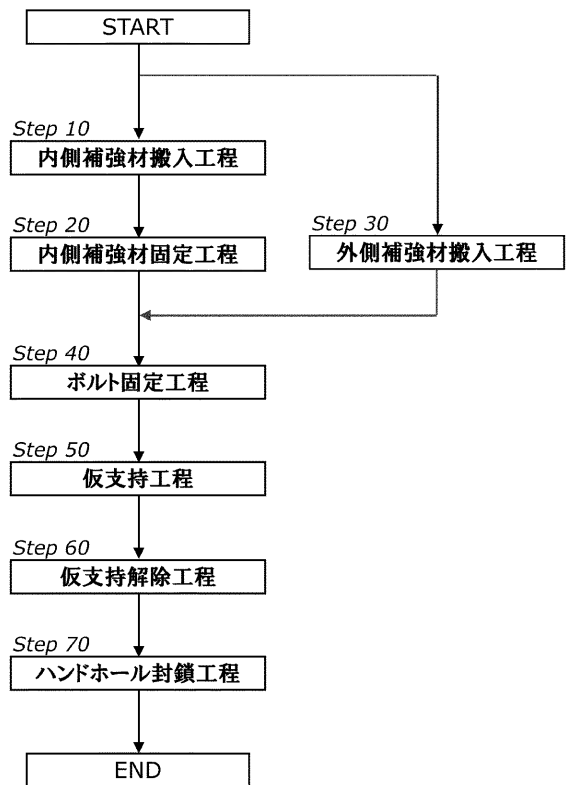 START
Step 10
内側補強材搬入工程
Step 20
内側補強材固定工程
Step 30
外側補強材搬入工程
Step 40
ボルト固定工程
Step 50
仮支持工程
Step 60
仮支持解除工程
Step 70
ハンドホール封鎖工程
END